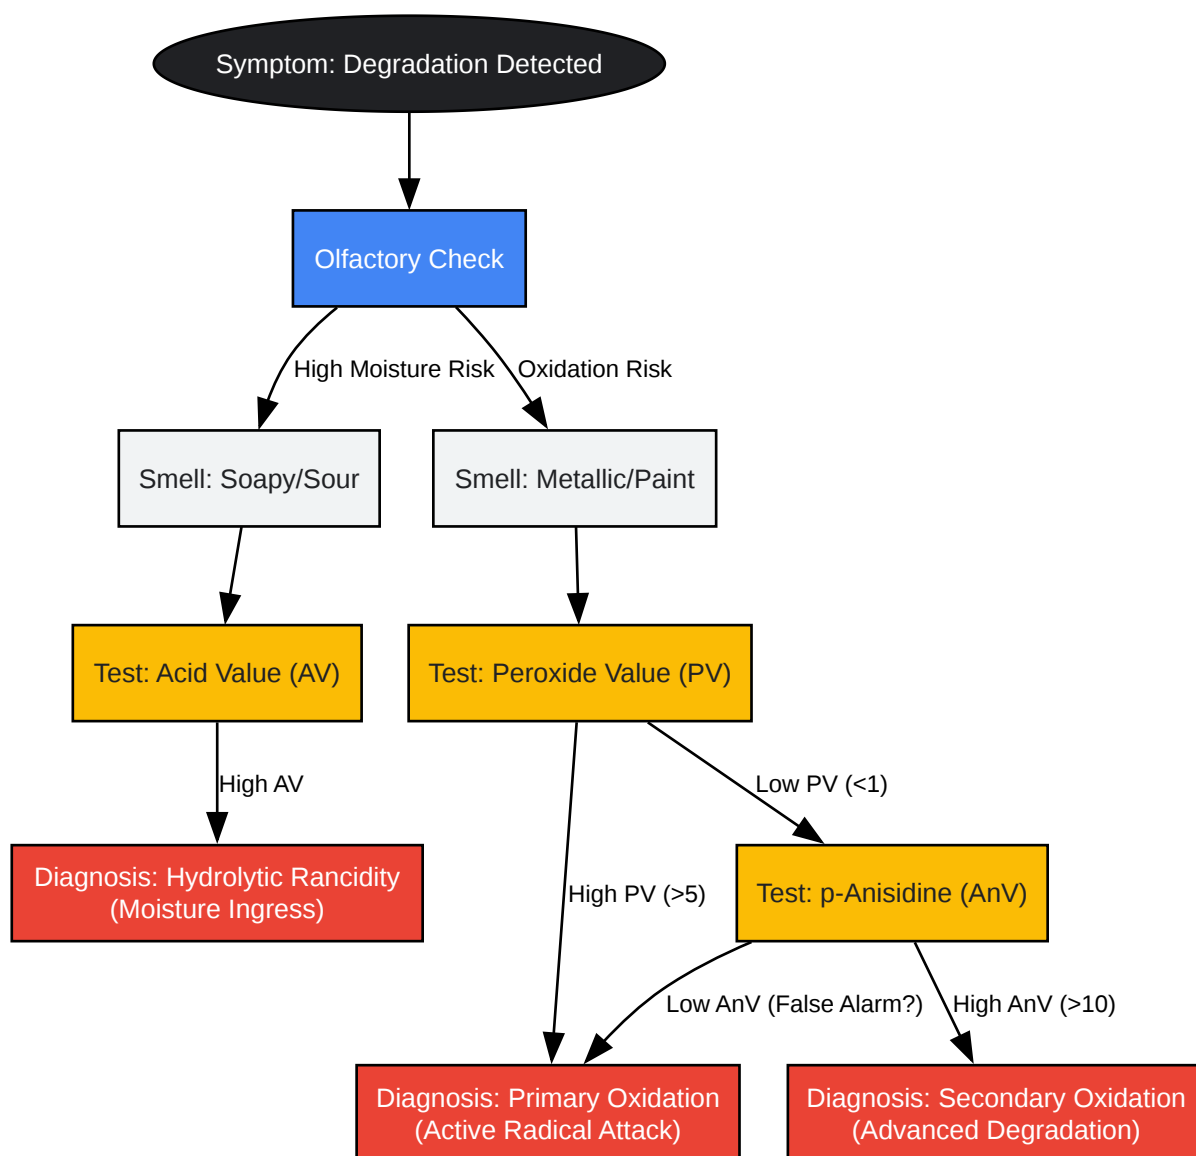 Symptom: Degradation Detected
Olfactory Check
High Moisture Risk
Oxidation Risk
Smell: Soapy/Sour
Smell: Metallic/Paint
Test: Acid Value (AV)
Test: Peroxide Value (PV)
High AV
Low PV (<1)
Diagnosis: Hydrolytic Rancidity
(Moisture Ingress)
High PV (>5)
Test: p-Anisidine (AnV)
Low AnV (False Alarm?)
High AnV (>10)
Diagnosis: Primary Oxidation
(Active Radical Attack)
Diagnosis: Secondary Oxidation
(Advanced Degradation)